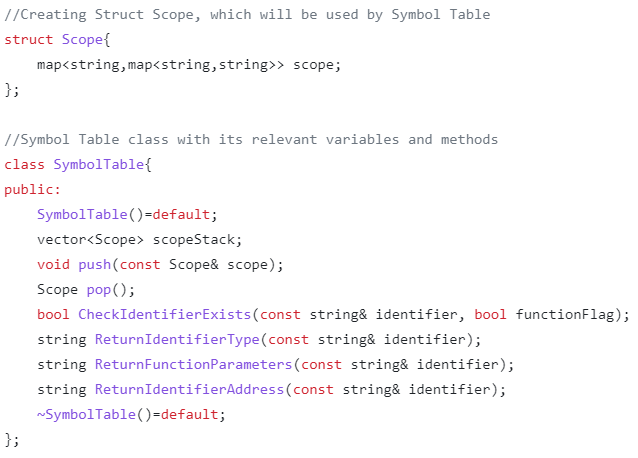 //Creating Struct Scope, which will be used by Symbol Table
struct Scope{
    map<string,map<string,string>> scope;
};

//Symbol Table class with its relevant variables and methods
class SymbolTable{
public:
    SymbolTable()=default;
    vector<Scope> scopeStack;
    void push(const Scope& scope);
    Scope pop();
    bool CheckIdentifierExists(const string& identifier, bool functionFlag);
    string ReturnIdentifierType(const string& identifier);
    string ReturnFunctionParameters(const string& identifier);
    string ReturnIdentifierAddress(const string& identifier);
    ~SymbolTable()=default;
};